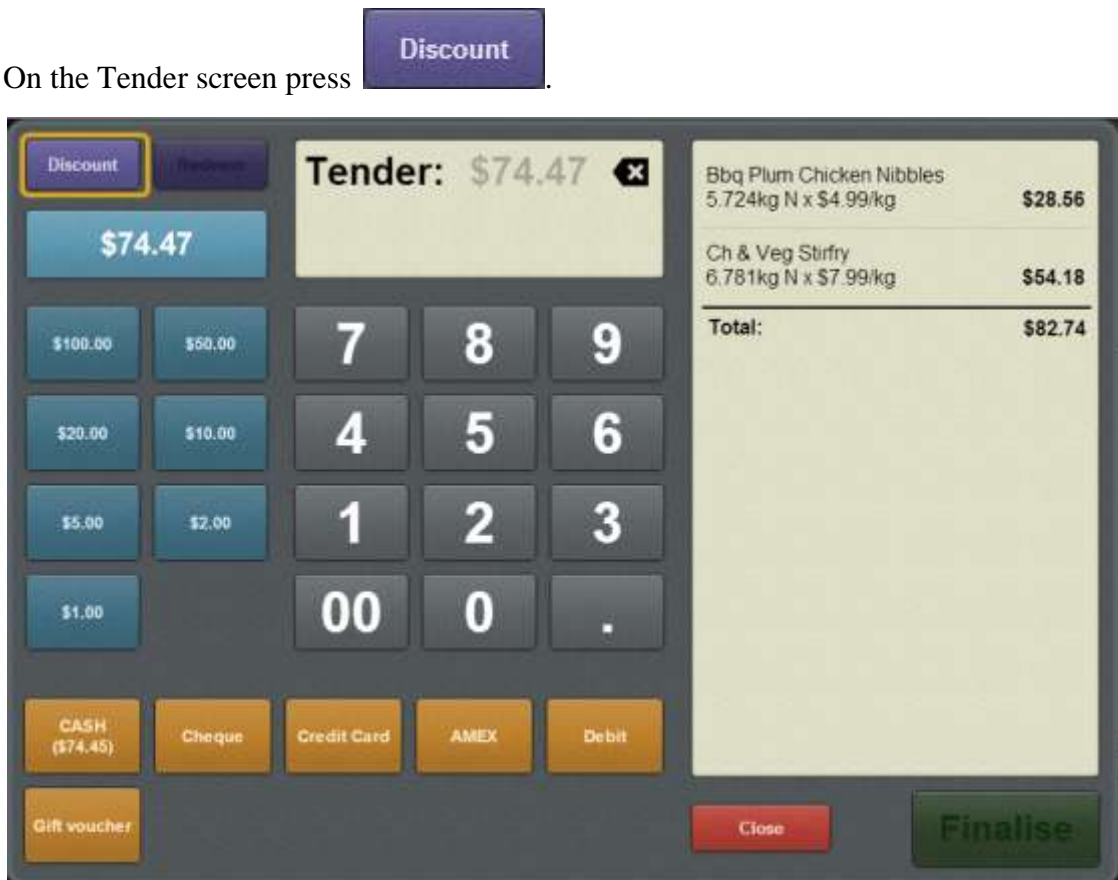 On the Tender screen press Discount.
Discount
Tender: $74.47
$74.47
$100.00 $50.00 7 8 9
$20.00 $10.00 4 5 6
$5.00 $2.00 1 2 3
$1.00 00 0 .
CASH
($74.45)
Cheque Credit Card AMEX Debit
Gift voucher
Bbq Plum Chicken Nibbles
5.724kg N x $4.99/kg $28.56
Ch & Veg Stirfry
6.781kg N x $7.99/kg $54.18
Total: $82.74
Close Finalise